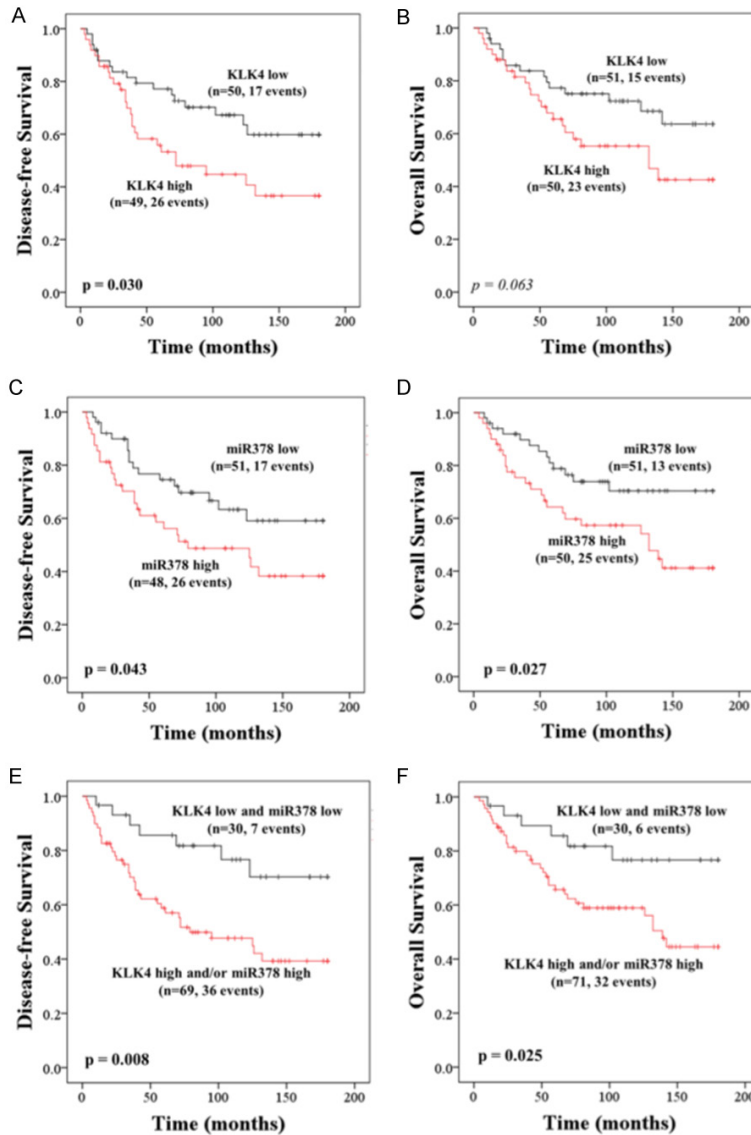 A
Disease-free Survival
1.0
0.8
0.6
0.4
0.2
0.0
KLK4 low
(n=50, 17 events)
KLK4 high
(n=49, 26 events)
p = 0.030
0 50 100 150 200
Time (months)
B
Overall Survival
1.0
0.8
0.6
0.4
0.2
0.0
KLK4 low
(n=51, 15 events)
KLK4 high
(n=50, 23 events)
p = 0.063
0 50 100 150 200
Time (months)
C
Disease-free Survival
1.0
0.8
0.6
0.4
0.2
0.0
miR378 low
(n=51, 17 events)
miR378 high
(n=48, 26 events)
p = 0.043
0 50 100 150 200
Time (months)
D
Overall Survival
1.0
0.8
0.6
0.4
0.2
0.0
miR378 low
(n=51, 13 events)
miR378 high
(n=50, 25 events)
p = 0.027
0 50 100 150 200
Time (months)
E
Disease-free Survival
1.0
0.8
0.6
0.4
0.2
0.0
KLK4 low and miR378 low
(n=30, 7 events)
KLK4 high and/or miR378 high
(n=69, 36 events)
p = 0.008
0 50 100 150 200
Time (months)
F
Overall Survival
1.0
0.8
0.6
0.4
0.2
0.0
KLK4 low and miR378 low
(n=30, 6 events)
KLK4 high and/or miR378 high
(n=71, 32 events)
p = 0.025
0 50 100 150 200
Time (months)